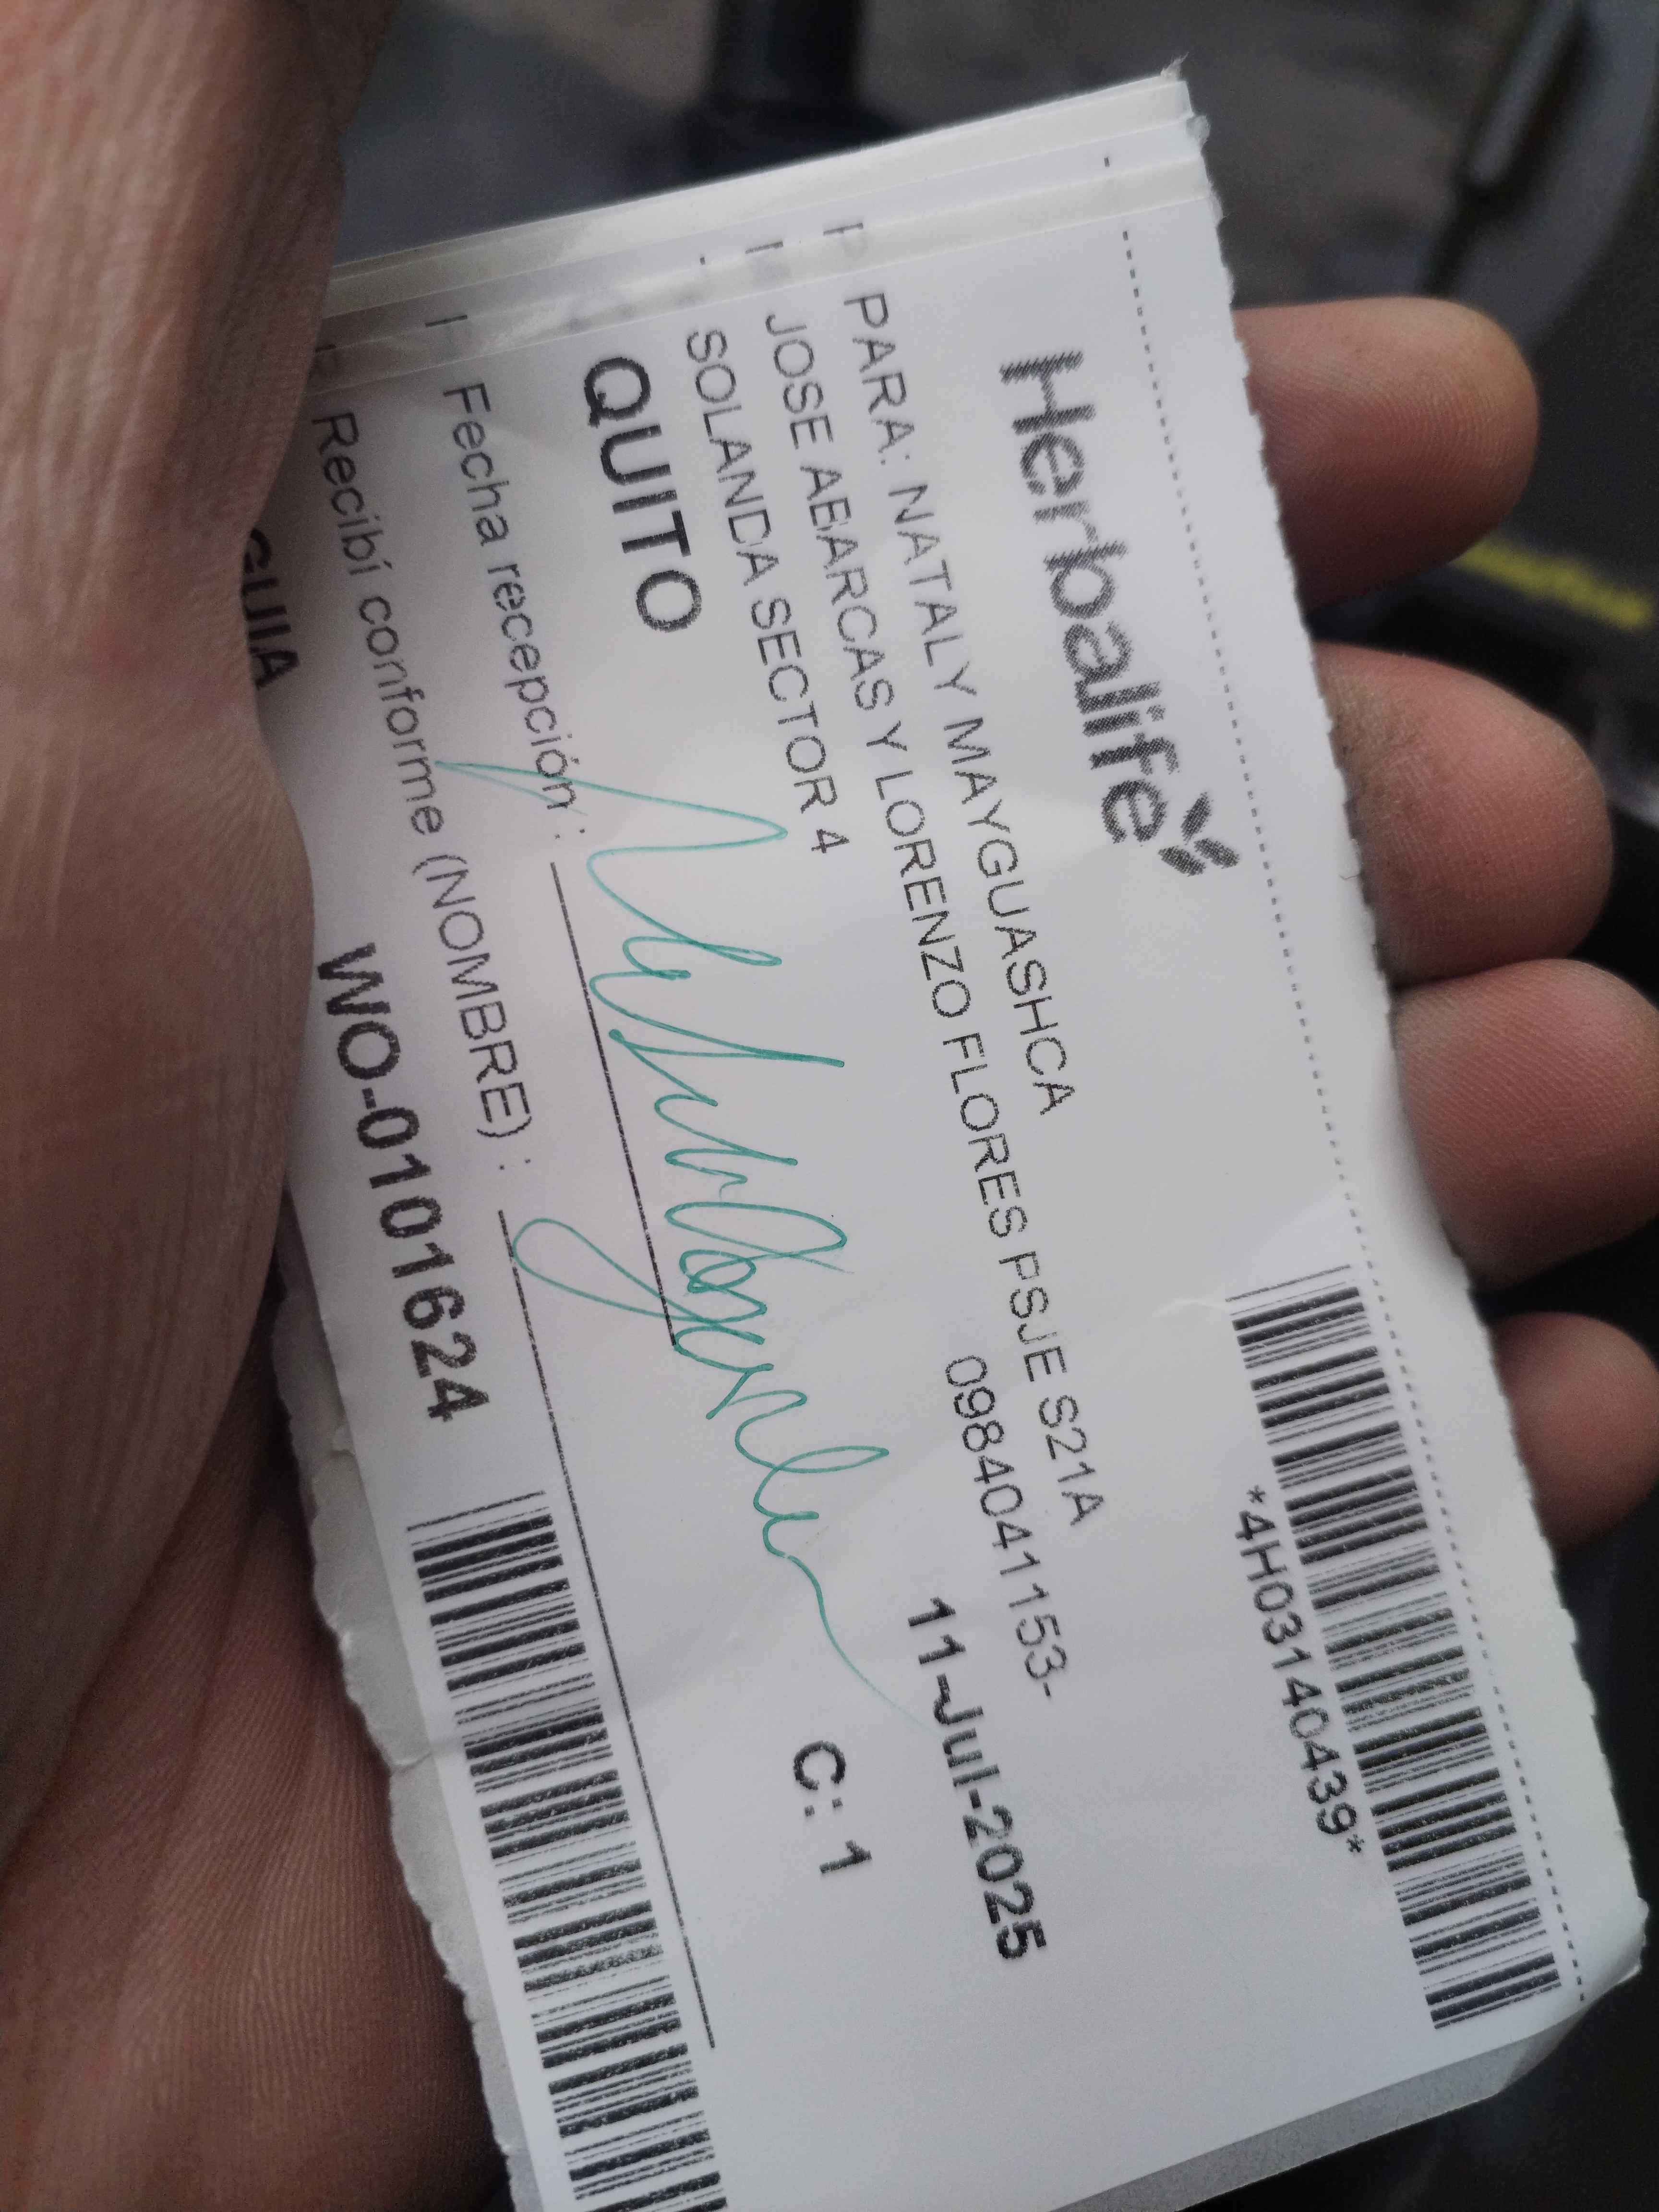 Herbalife
*4H03140439*
PARA: NATALY MAYGUASHCA
JOSE ABARCAS Y LORENZO FLORES PSJE S21A
SOLANDA SECTOR 4
0984041153-
QUITO
11-Jul-2025
C: 1
Fecha recepción :
Recibí conforme (NOMBRE) :
GUIA
WO-0101624